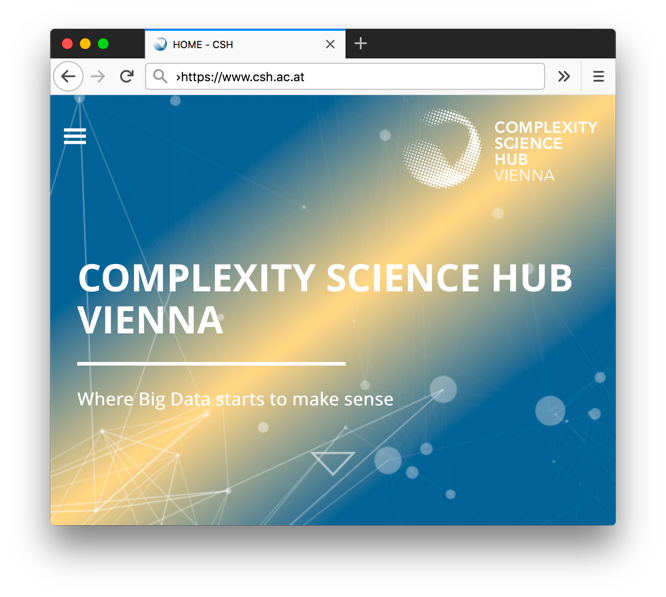 HOME - CSH
›https://www.csh.ac.at
COMPLEXITY
SCIENCE
HUB
VIENNA
COMPLEXITY SCIENCE HUB
VIENNA
Where Big Data starts to make sense